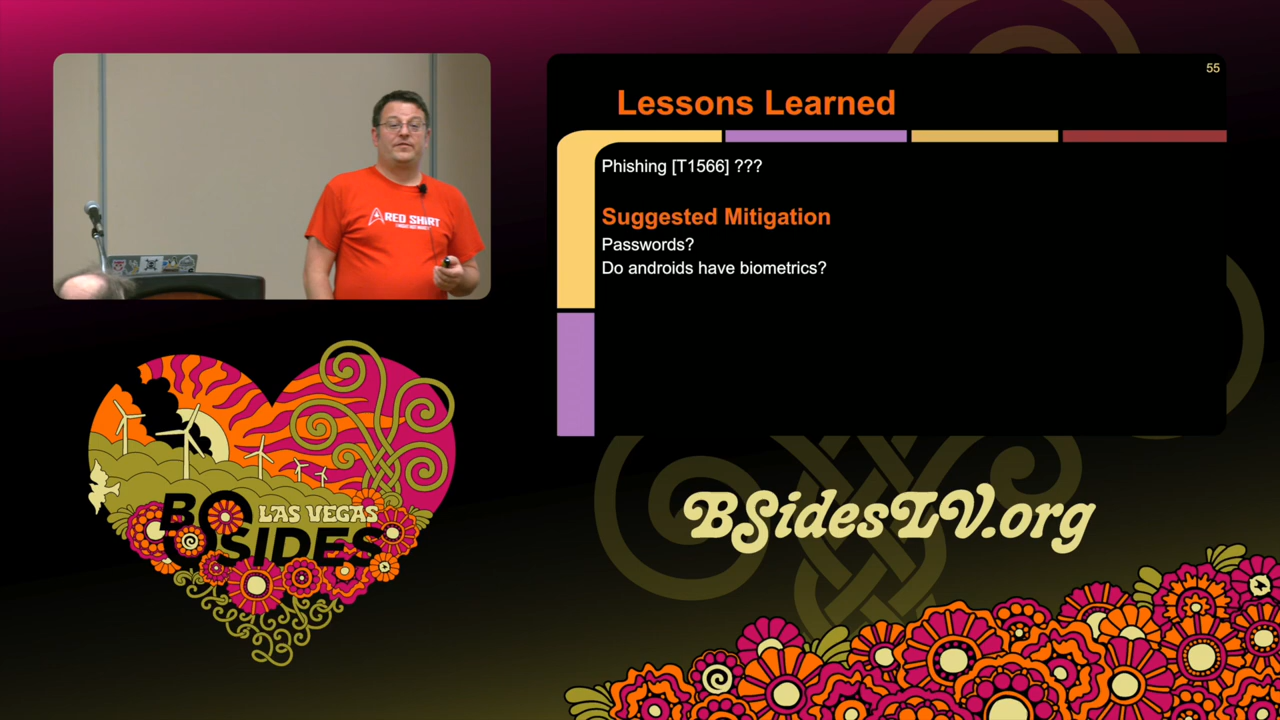 55
Lessons Learned
Phishing [T1566] ???
Suggested Mitigation
Passwords?
Do androids have biometrics?
RED SHIRT
LAS VEGAS
BSIDES
BSidesLV.org